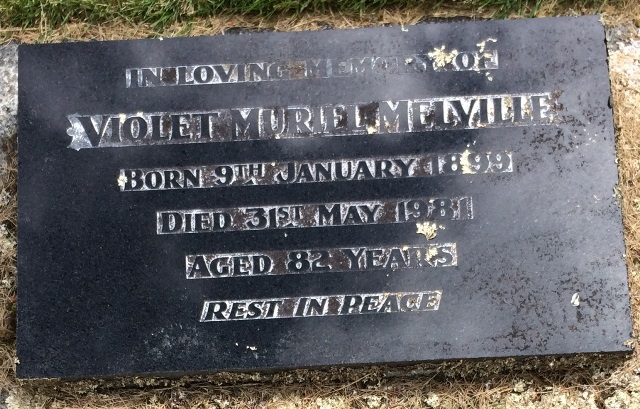 IN LOVING MEMORY OF
VIOLET MURIEL MELVILLE
BORN 9TH JANUARY 1899
DIED 31ST MAY 1981
AGED 82 YEARS
REST IN PEACE